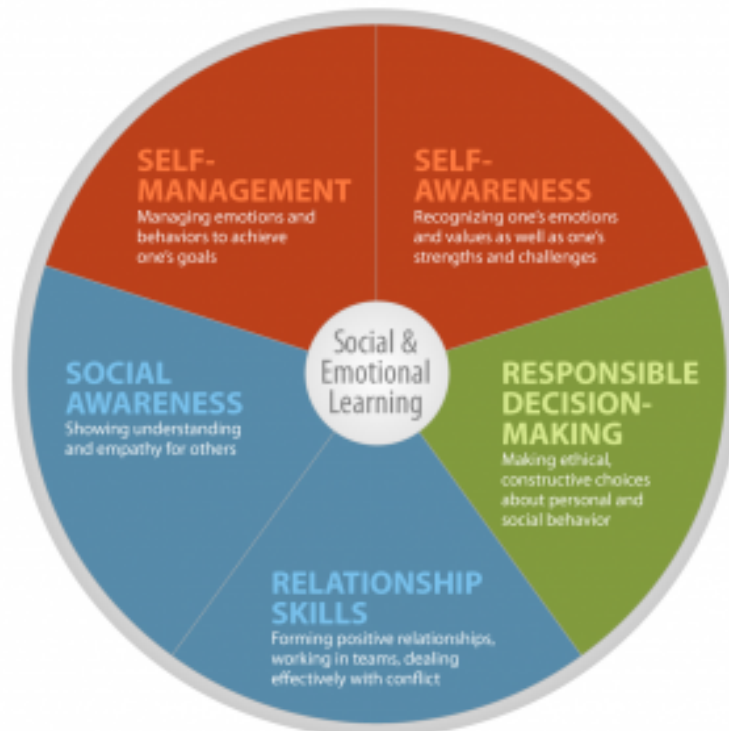 SELF-
MANAGEMENT
Managing emotions and
behaviors to achieve
one's goals
SELF-
AWARENESS
Recognizing one's emotions
and values as well as one's
strengths and challenges
SOCIAL
AWARENESS
Showing understanding
and empathy for others
Social &
Emotional
Learning
RESPONSIBLE
DECISION-
MAKING
Making ethical,
constructive choices
about personal and
social behavior
RELATIONSHIP
SKILLS
Forming positive relationships,
working in teams, dealing
effectively with conflict